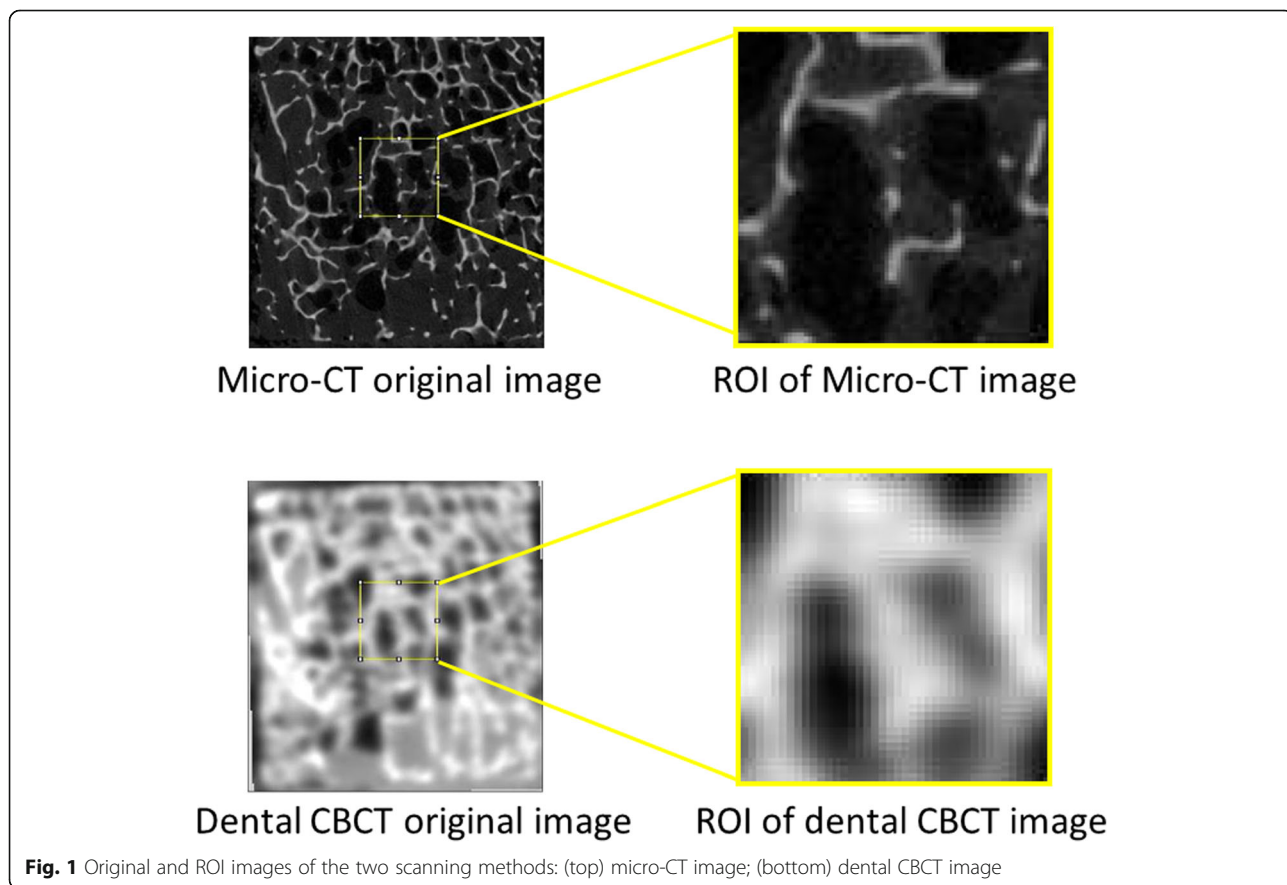 Micro-CT original image
ROI of Micro-CT image
Dental CBCT original image
ROI of dental CBCT image
Fig. 1 Original and ROI images of the two scanning methods: (top) micro-CT image; (bottom) dental CBCT image